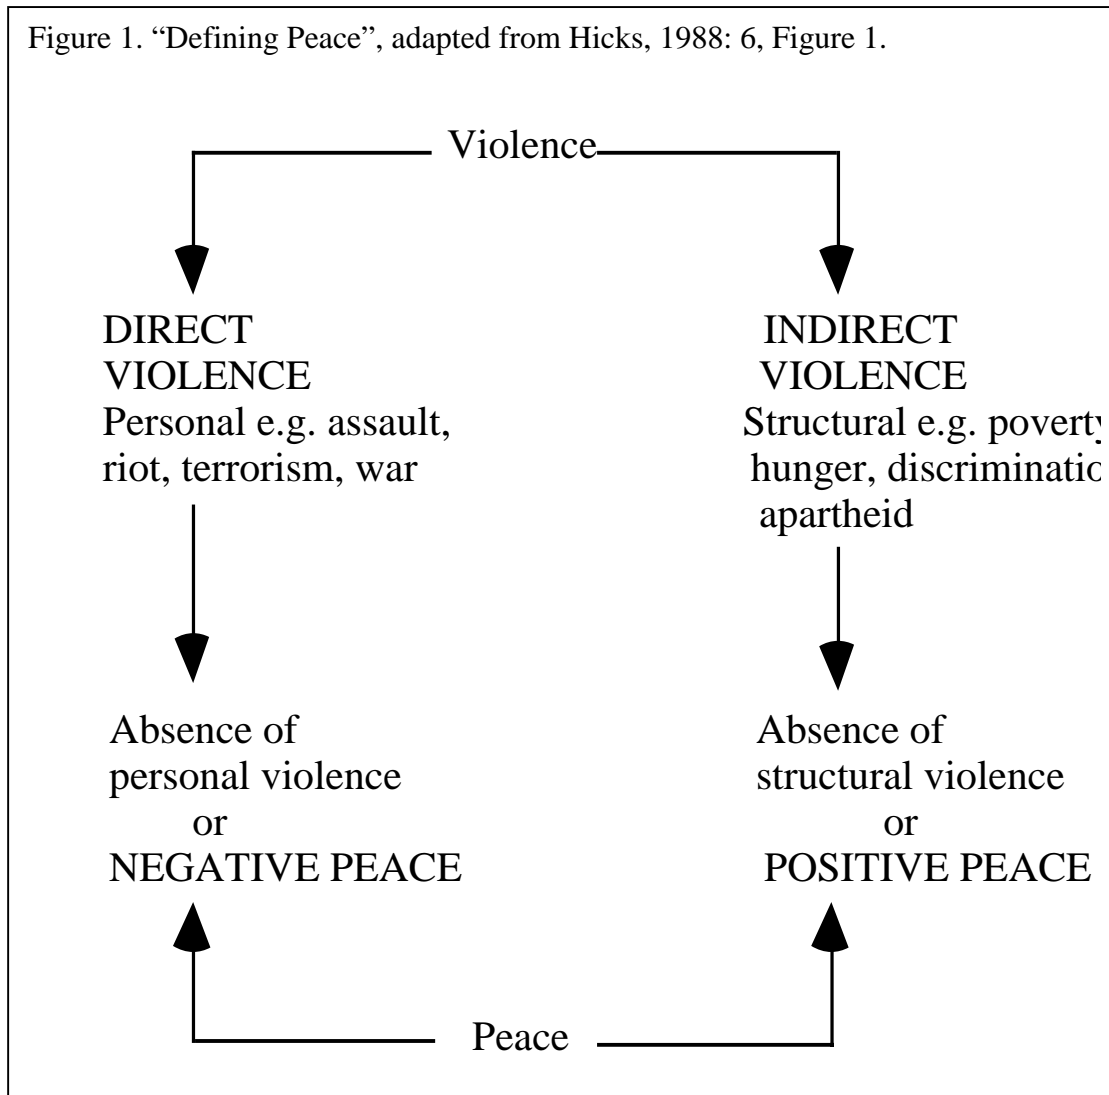 Figure 1. “Defining Peace”, adapted from Hicks, 1988: 6, Figure 1.
Violence
DIRECT
VIOLENCE
Personal e.g. assault,
riot, terrorism, war
INDIRECT
VIOLENCE
Structural e.g. poverty
hunger, discriminatio
apartheid
Absence of
personal violence
or
NEGATIVE PEACE
Absence of
structural violence
or
POSITIVE PEACE
Peace